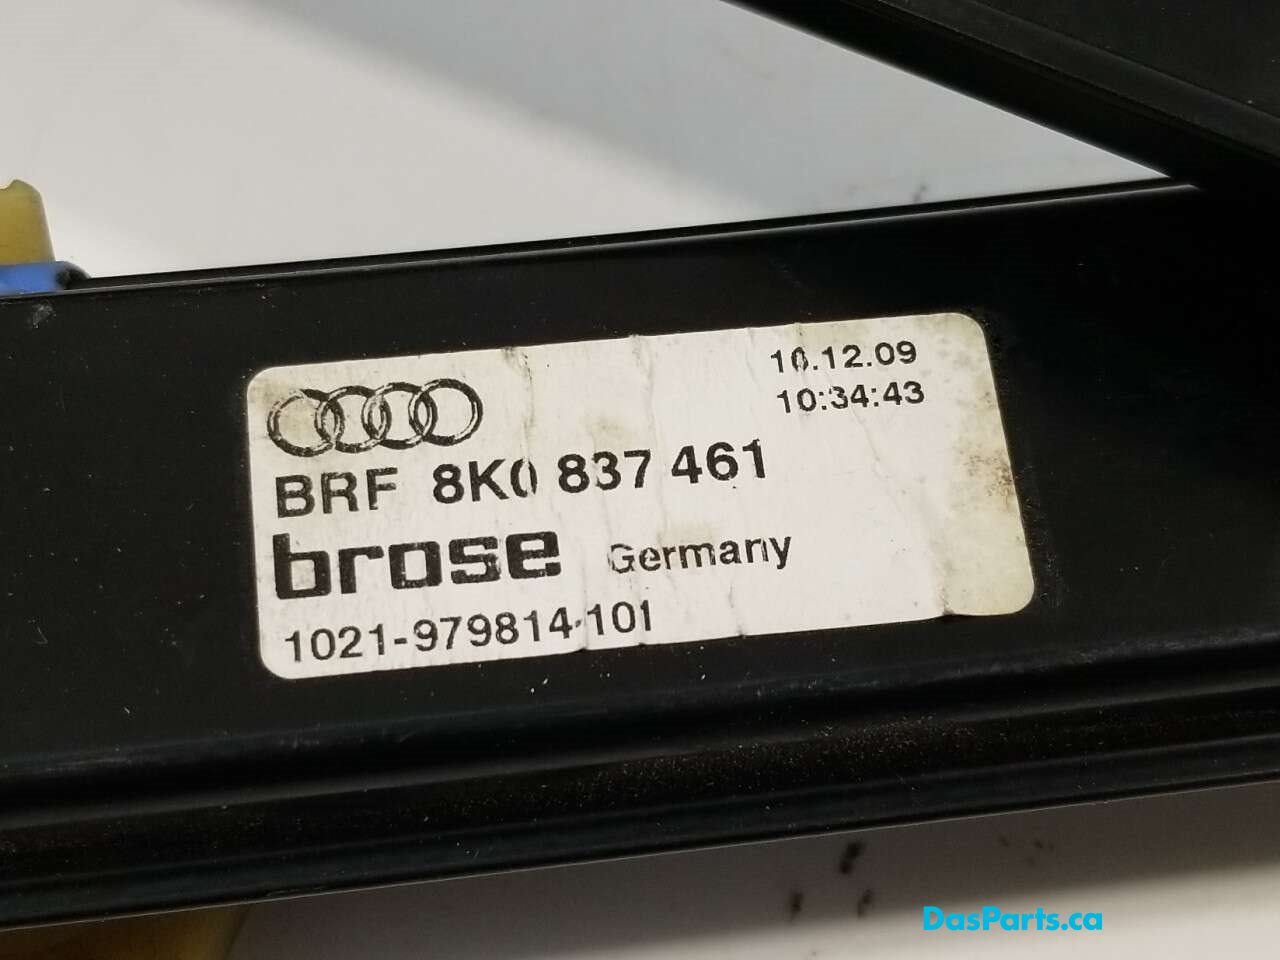 10.12.09
10:34:43
BRF 8K0 837 461
brose Germany
1021-979814-101
DasParts.ca